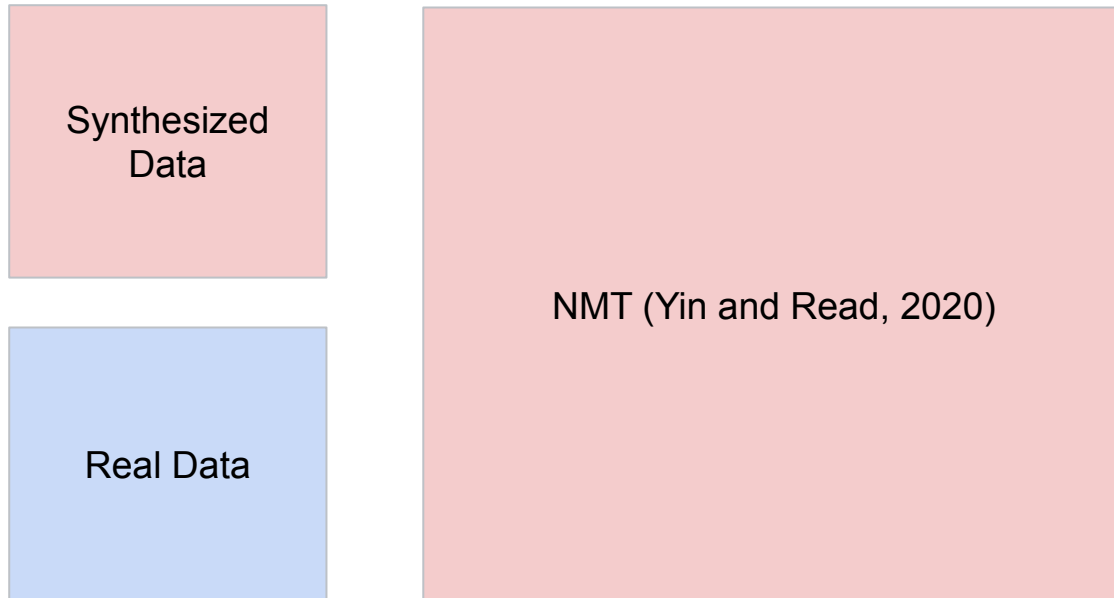 Synthesized
Data
NMT (Yin and Read, 2020)
Real Data